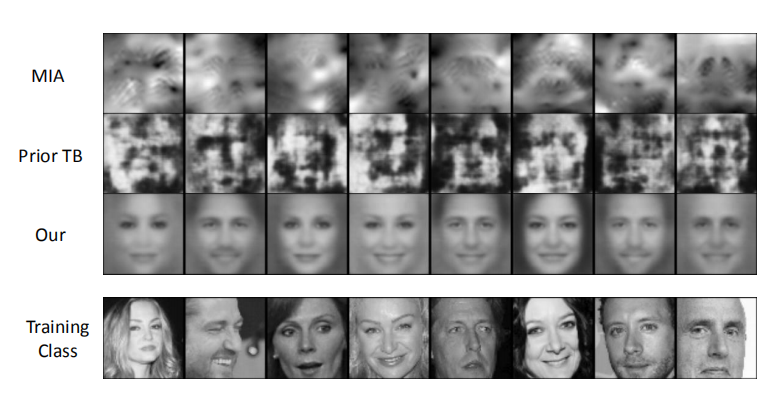 MIA
Prior TB
Our
Training
Class